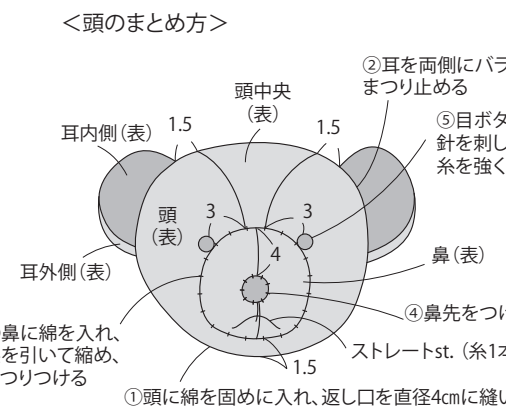 ＜頭のまとめ方＞
②耳を両側にバラ
まつり止める
頭中央
(表)
1.5
1.5
耳内側(表)
⑤目ボタ
針を刺し
糸を強く
頭
(表)
3
3
4
鼻(表)
耳外側(表)
④鼻先をつけ
鼻に綿を入れ、
を引いて縮め、
つりつける
ストレートst.（糸1本
1.5
①頭に綿を固めに入れ、返し口を直径4cmに縫い